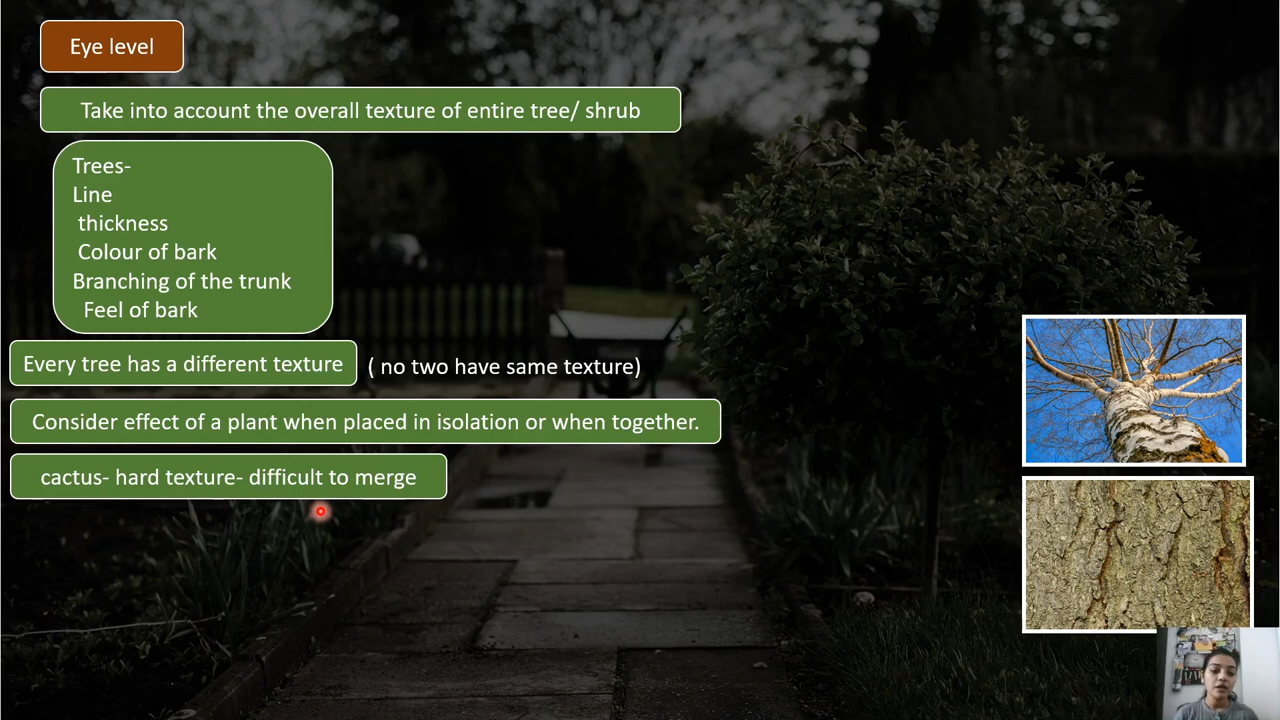 Eye level
Take into account the overall texture of entire tree/ shrub
Trees-
Line
thickness
Colour of bark
Branching of the trunk
Feel of bark
Every tree has a different texture
( no two have same texture)
Consider effect of a plant when placed in isolation or when together.
cactus- hard texture- difficult to merge